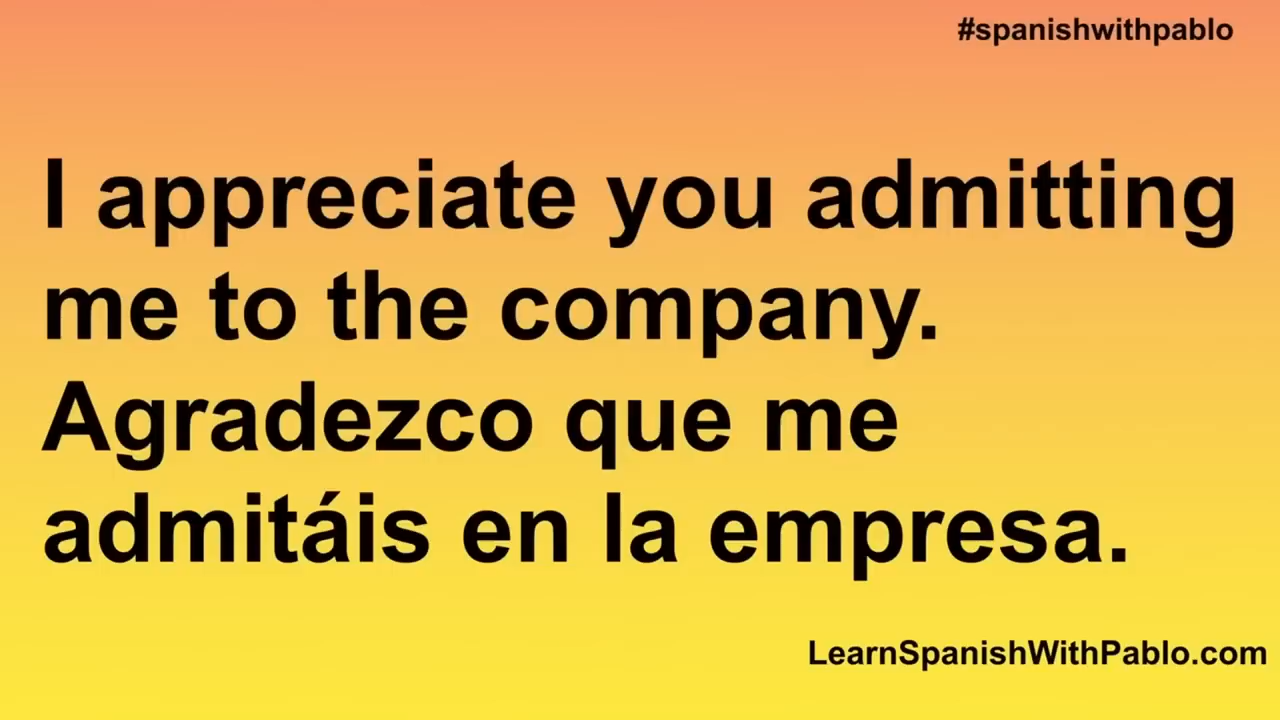 #spanishwithpablo
I appreciate you admitting
me to the company.
Agradezco que me
admitáis en la empresa.
LearnSpanishWithPablo.com